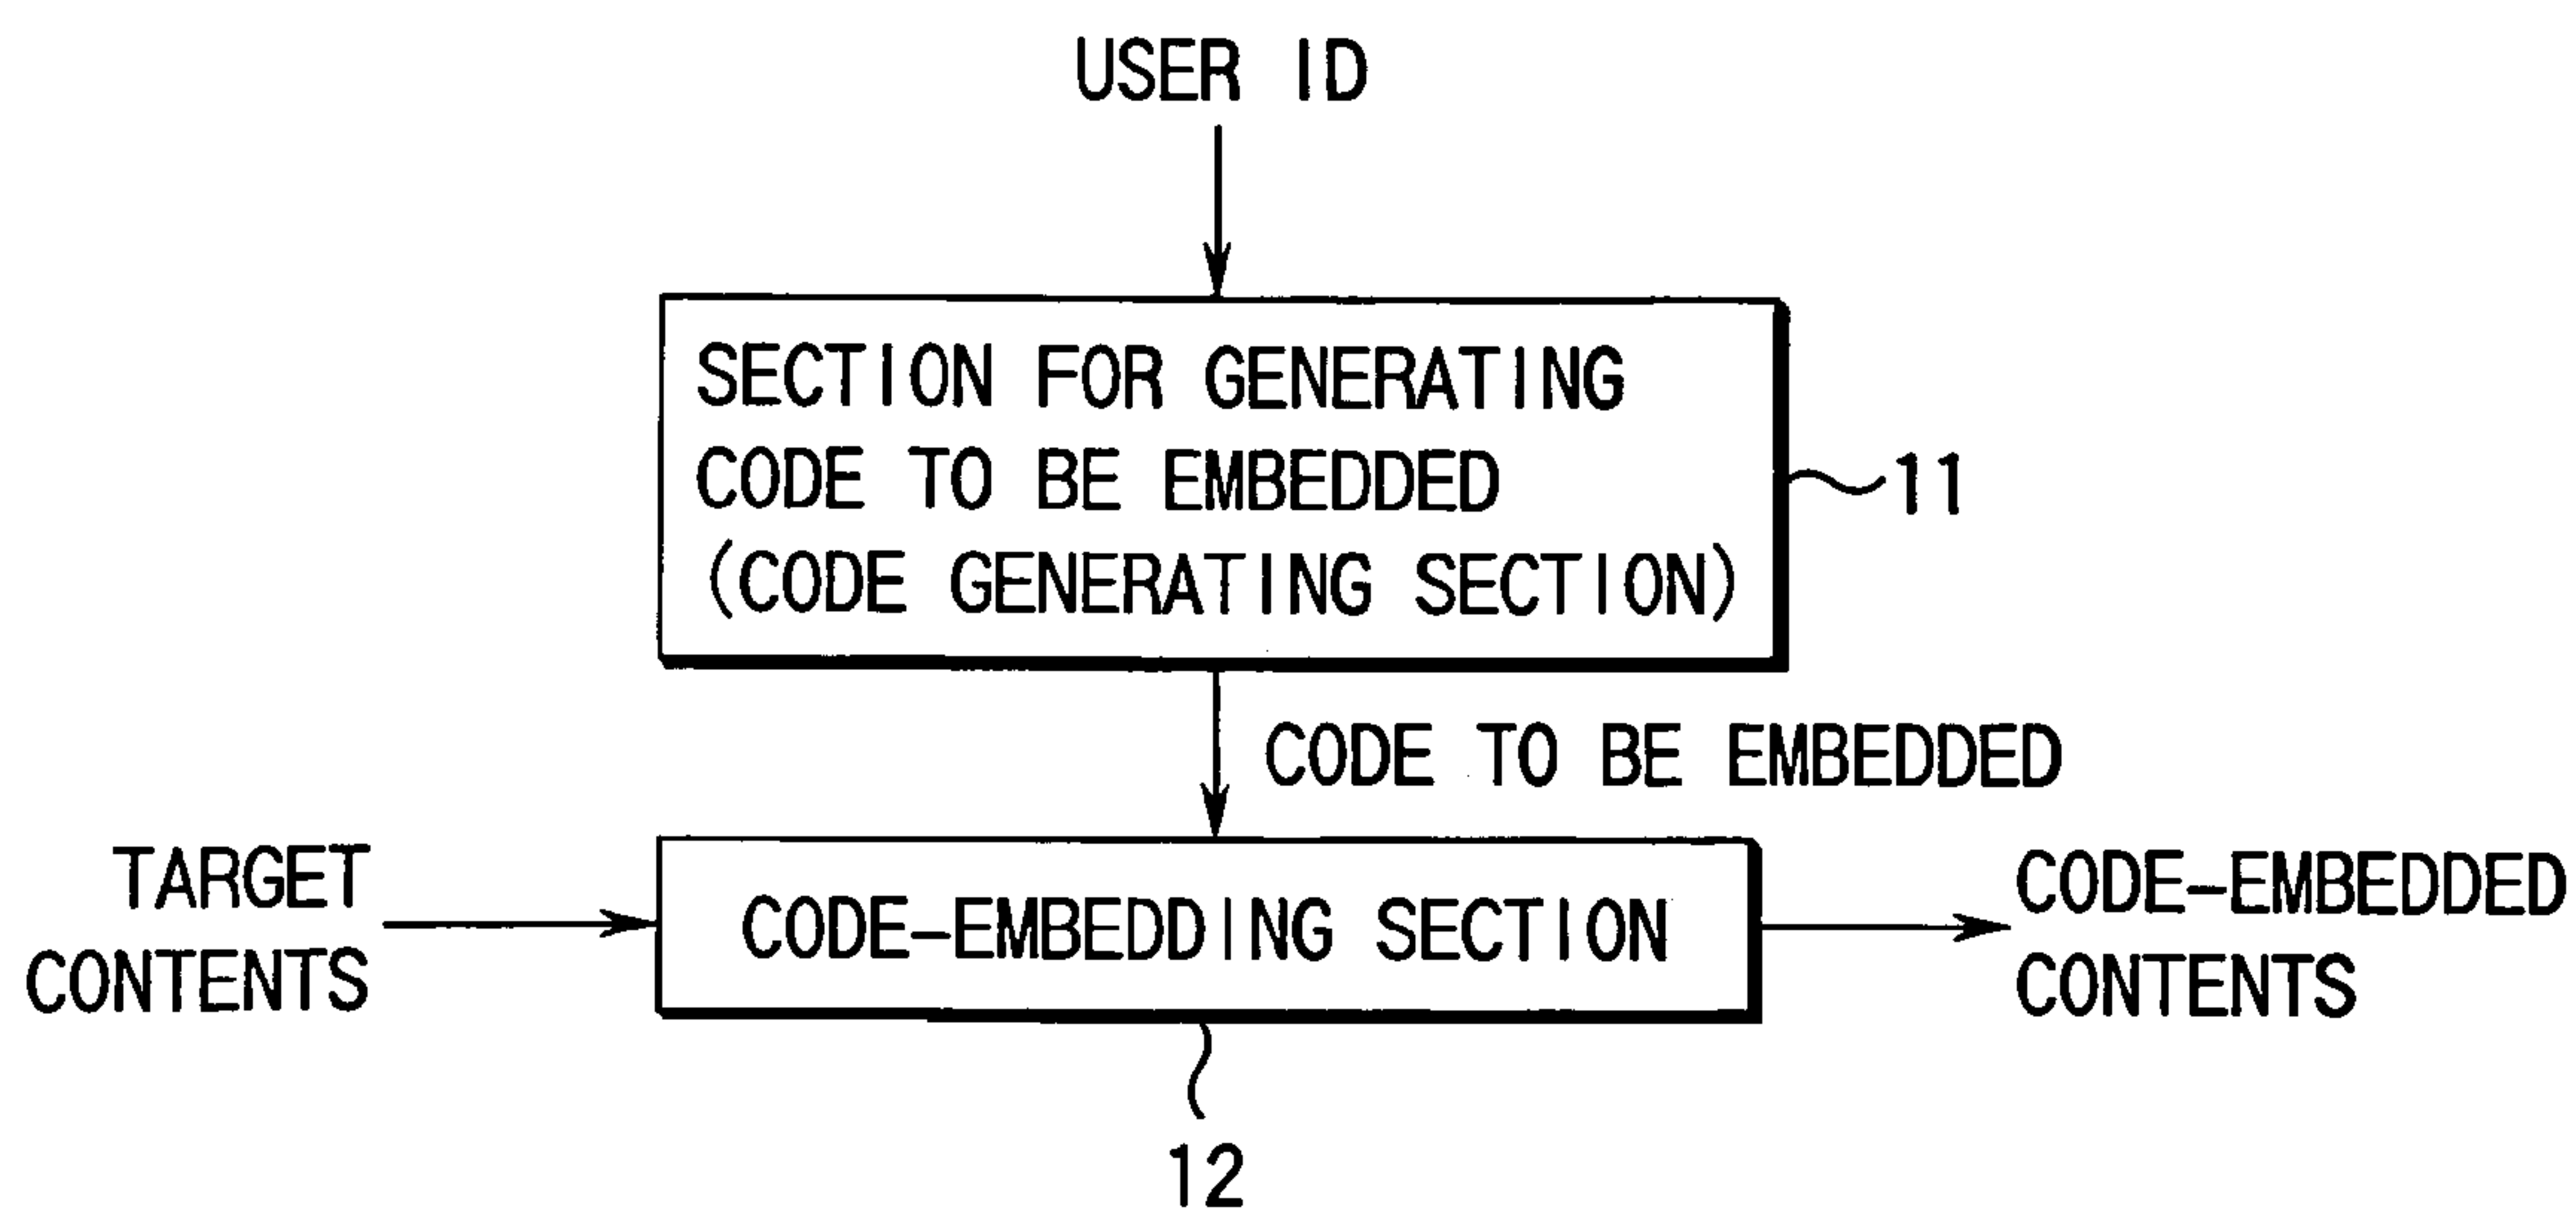 USER ID
SECTION FOR GENERATING
CODE TO BE EMBEDDED
(CODE GENERATING SECTION)
11
CODE TO BE EMBEDDED
TARGET
CONTENTS
CODE-EMBEDDING SECTION
CODE-EMBEDDED
CONTENTS
12